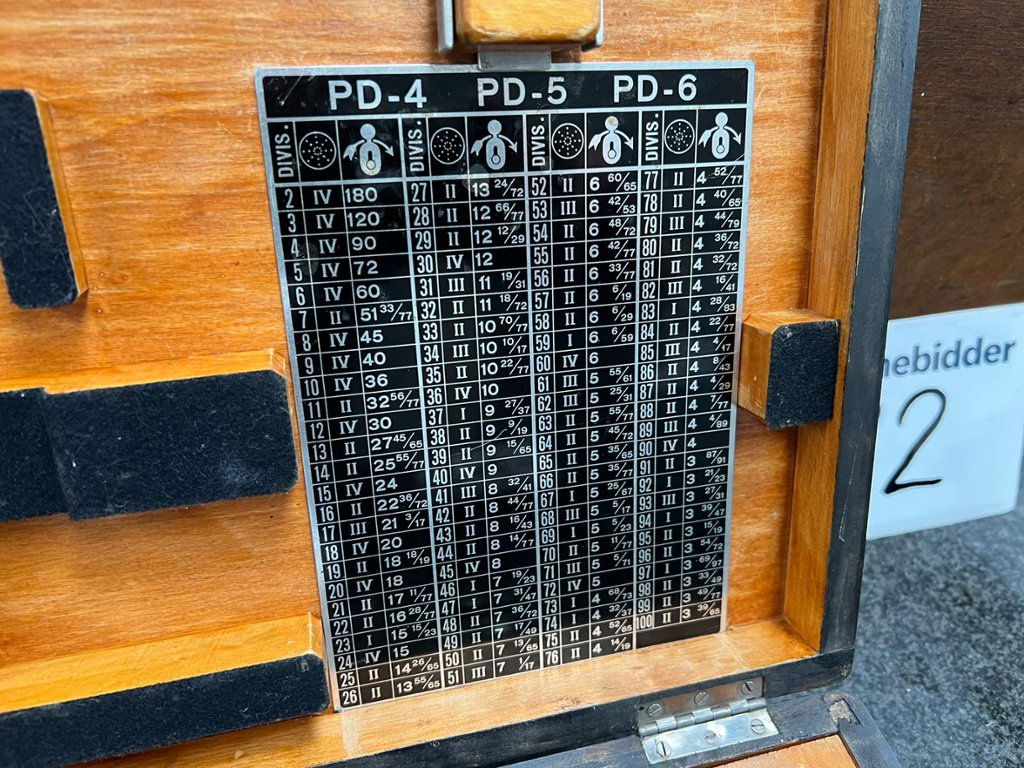 PD-4 PD-5 PD-6
DIVIS.
2 IV 180
3 IV 120
4 IV 90
5 IV 72
6 IV 60
7 II 51 33/77
8 IV 45
9 IV 40
10 IV 36
11 II 32 56/77
12 IV 30
13 II 27 45/65
14 II 25 55/77
15 IV 24
16 II 22 36/72
17 III 21 3/17
18 IV 20
19 II 18 18/19
20 IV 18
21 II 17 11/77
22 II 16 28/77
23 I 15 15/23
24 IV 15
25 II 14 26/65
26 II 13 55/65
DIVIS.
27 II 13 24/72
28 II 12 66/77
29 II 12 12/29
30 IV 12
31 III 11 19/31
32 II 11 18/72
33 II 10 70/77
34 III 10 10/17
35 II 10 22/77
36 IV 10
37 I 9 27/37
38 II 9 9/19
39 II 9 15/65
40 IV 9
41 III 8 32/41
42 II 8 44/77
43 II 8 16/43
44 II 8 14/77
45 IV 8
46 I 7 19/23
47 I 7 31/47
48 II 7 36/72
49 II 7 17/49
50 II 7 13/65
51 III 7 1/17
DIVIS.
52 II 6 60/65
53 III 6 42/53
54 II 6 48/72
55 II 6 42/77
56 II 6 33/77
57 II 6 6/19
58 II 6 6/29
59 I 6 6/59
60 IV 6
61 III 5 55/61
62 III 5 25/31
63 II 5 55/77
64 II 5 45/72
65 II 5 35/65
66 II 5 35/77
67 I 5 25/67
68 III 5 5/17
69 I 5 5/23
70 II 5 11/77
71 III 5 5/71
72 IV 5
73 I 4 68/73
74 I 4 32/37
75 II 4 52/65
76 II 4 14/19
DIVIS.
77 II 4 52/77
78 II 4 40/65
79 III 4 44/79
80 II 4 36/72
81 II 4 32/72
82 III 4 16/41
83 I 4 28/83
84 II 4 22/77
85 III 4 4/17
86 II 4 8/43
87 II 4 4/29
88 II 4 7/77
89 III 4 4/89
90 IV 4
91 II 3 87/91
92 I 3 21/23
93 III 3 27/31
94 I 3 39/47
95 II 3 15/19
96 II 3 54/72
97 I 3 69/97
98 II 3 33/49
99 II 3 49/77
100 II 3 39/65
nebidder
2